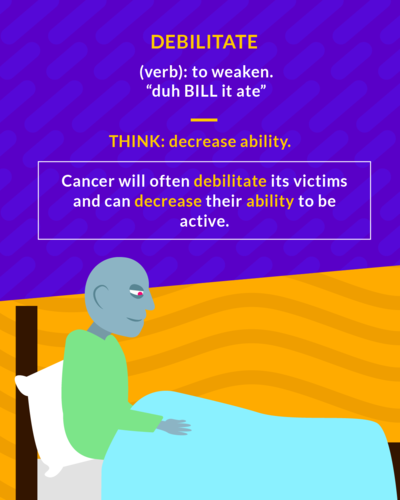 DEBILITATE
(verb): to weaken.
“duh BILL it ate”
THINK: decrease ability.
Cancer will often debilitate its victims
and can decrease their ability to be
active.